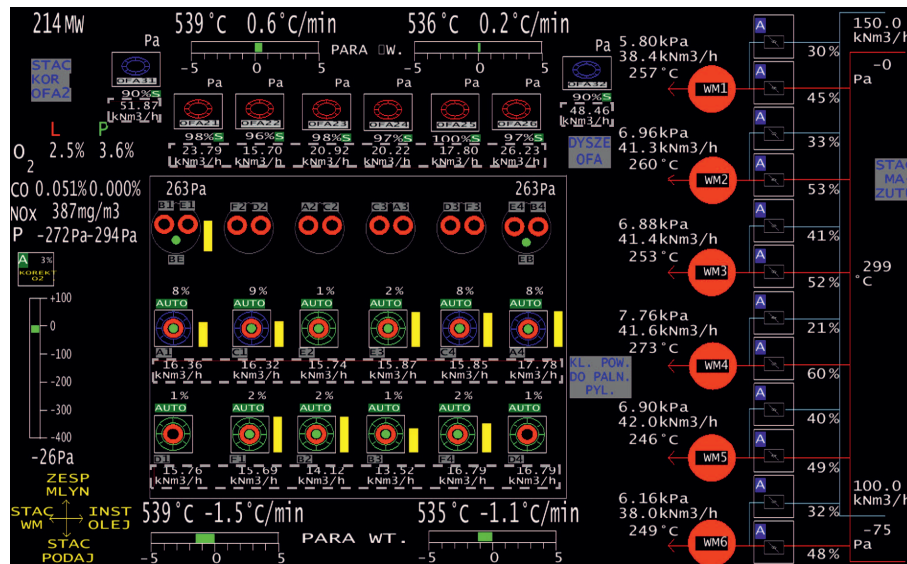 214 MW
539°C 0.6°C/min
536°C 0.2°C/min
-5 0 5
PARA W.
-5 0 5
STAC
KOR
OFA2
Pa
OFA31
90% S
51.87
kNm3/h
Pa Pa Pa Pa Pa Pa
OFA21 OFA22 OFA23 OFA24 OFA25 OFA26
98%S 96%S 98%S 97%S 100%S 97%S
23.79 15.70 20.92 20.22 17.80 26.23
kNm3/h kNm3/h kNm3/h kNm3/h kNm3/h kNm3/h
Pa
OFA32
90%S
48.46
kNm3/h
DYSZE
OFA
L P
O2 2.5% 3.6%
CO 0.051% 0.000%
NOx 387mg/m3
P -272Pa-294Pa
A 3%
KOREKT
O2
+100
0
-100
-200
-300
-400
-26Pa
263Pa 263Pa
B1-E1 F2 D2 A2-C2 C3-A3 D3-F3 E4-B4
BE EB
8% 9% 1% 2% 8% 8%
AUTO AUTO AUTO AUTO AUTO AUTO
A1 C1 E2 E3 C4 A4
16.36 16.32 15.74 15.87 15.85 17.78
kNm3/h kNm3/h kNm3/h kNm3/h kNm3/h kNm3/h
1% 2% 2% 1% 2% 1%
AUTO AUTO AUTO AUTO AUTO AUTO
D1 F1 B2 B3 F4 D4
15.76 15.69 14.12 13.52 16.79 16.79
kNm3/h kNm3/h kNm3/h kNm3/h kNm3/h kNm3/h
KL. POW.
DO PALN.
PYL.
ZESP
MLYN
STAC
WM
INST
OLEJ
STAC
PODAJ
539°C -1.5°C/min
535°C -1.1°C/min
PARA WT.
-5 0 5
-5 0 5
5.80kPa
38.4kNm3/h
257°C
WM1
A
30%
A
45%
6.96kPa
41.3kNm3/h
260°C
WM2
A
33%
A
53%
6.88kPa
41.4kNm3/h
253°C
WM3
A
41%
A
52%
7.76kPa
41.6kNm3/h
273°C
WM4
A
21%
A
60%
6.90kPa
42.0kNm3/h
246°C
WM5
A
40%
A
49%
6.16kPa
38.0kNm3/h
249°C
WM6
A
32%
A
48%
150.0
kNm3/h
-0
Pa
STAC
MA
ZUTU
299
°C
100.0
kNm3/h
-75
Pa